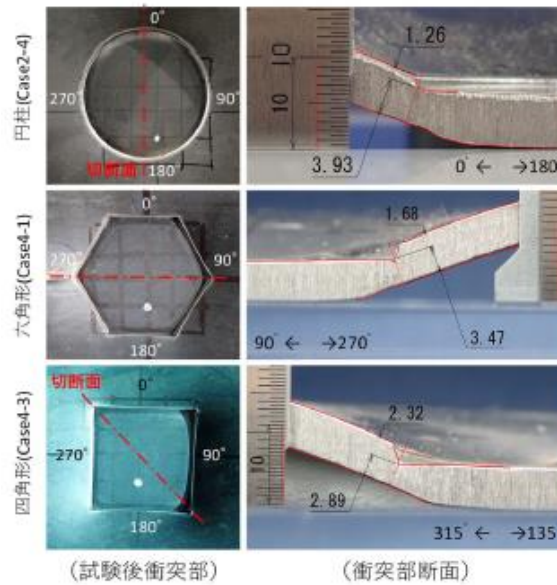 円柱(Case2-4)
0°
270°
90°
切断面
180°
10
10
1.26
3.93
0° ← →180
六角形(Case4-1)
0°
270°
90°
180°
1.68
3.47
90° ← →270°
四角形(Case4-3)
切断面
0°
270°
90°
180°
10
2.32
2.89
315° ← →135
(試験後衝突部)
(衝突部断面)